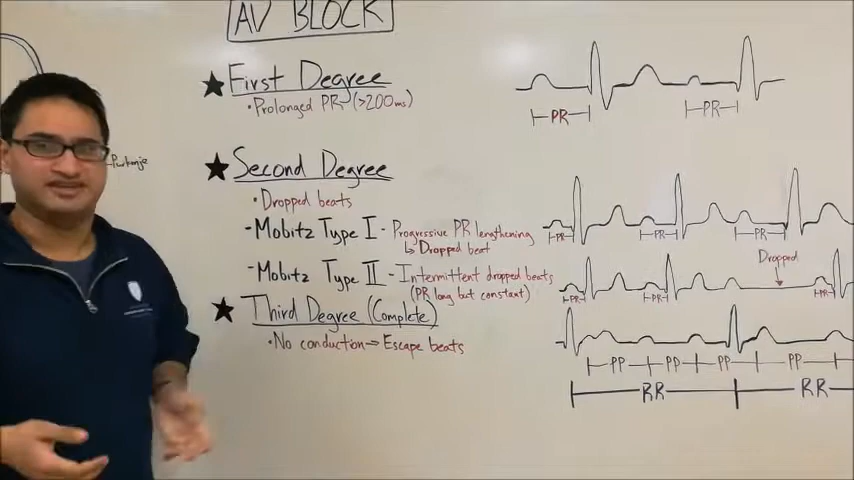 AV BLOCK
★ First Degree
• Prolonged PR (>200ms)
PR PR
Purkinje
★ Second Degree
• Dropped beats
- Mobitz Type I - Progressive PR lengthening
↳ Dropped beat
PR PR PR
- Mobitz Type II - Intermittent dropped beats
(PR long but constant)
Dropped
PR PR PR
★ Third Degree (Complete)
• No conduction → Escape beats
PP PP PP PP
RR RR